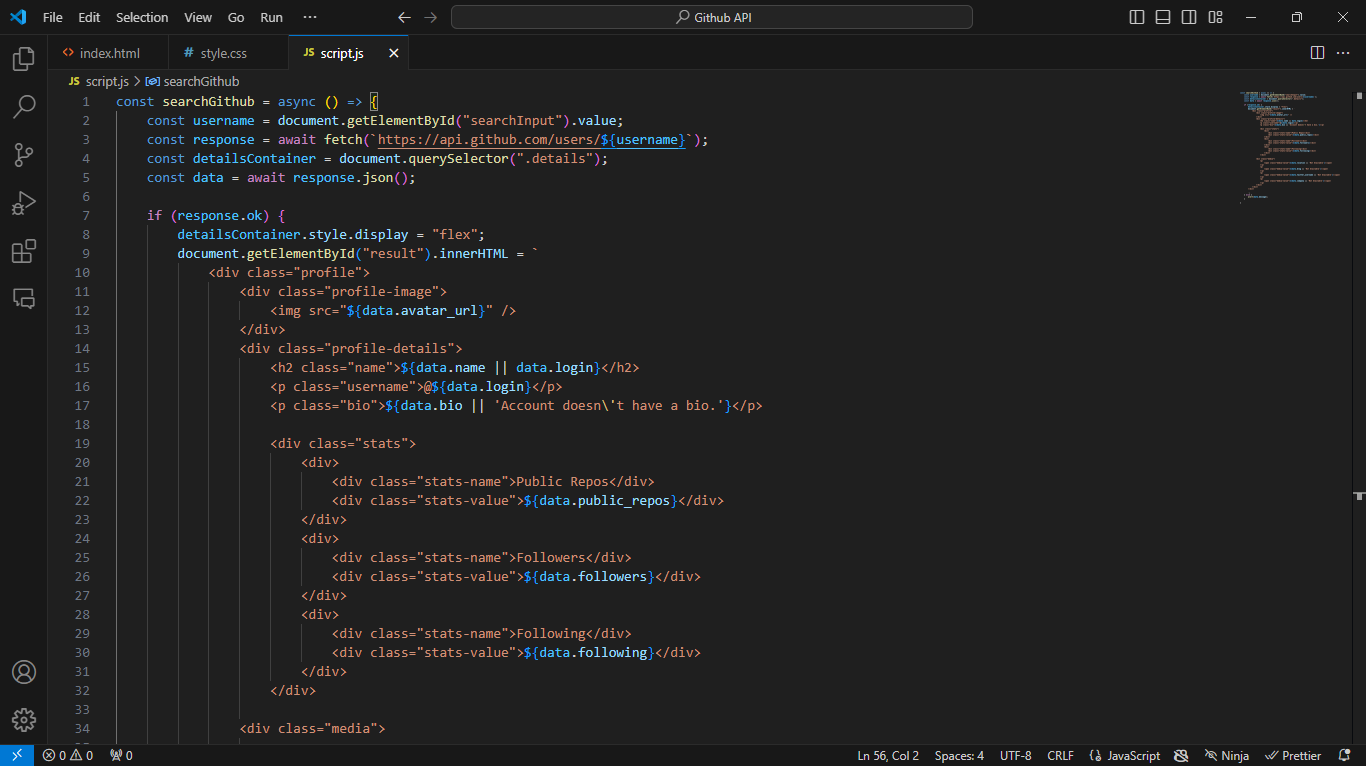 File Edit Selection View Go Run ··· Github API
index.html style.css JS script.js
JS script.js > searchGithub
1 const searchGithub = async () => {
2 const username = document.getElementById("searchInput").value;
3 const response = await fetch(`https://api.github.com/users/${username}`);
4 const detailsContainer = document.querySelector(".details");
5 const data = await response.json();
6
7 if (response.ok) {
8 detailsContainer.style.display = "flex";
9 document.getElementById("result").innerHTML = `
10 <div class="profile">
11 <div class="profile-image">
12 <img src="${data.avatar_url}" />
13 </div>
14 <div class="profile-details">
15 <h2 class="name">${data.name || data.login}</h2>
16 <p class="username">@${data.login}</p>
17 <p class="bio">${data.bio || 'Account doesn\'t have a bio.'}</p>
18
19 <div class="stats">
20 <div>
21 <div class="stats-name">Public Repos</div>
22 <div class="stats-value">${data.public_repos}</div>
23 </div>
24 <div>
25 <div class="stats-name">Followers</div>
26 <div class="stats-value">${data.followers}</div>
27 </div>
28 <div>
29 <div class="stats-name">Following</div>
30 <div class="stats-value">${data.following}</div>
31 </div>
32 </div>
33
34 <div class="media">
0 0 0 Ln 56, Col 2 Spaces: 4 UTF-8 CRLF JavaScript Ninja Prettier